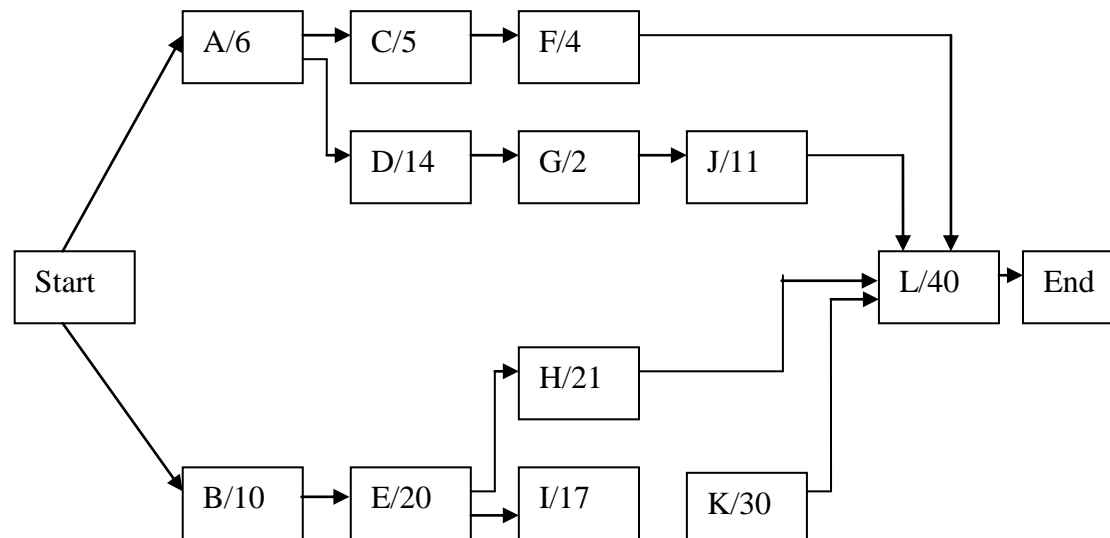 A/6 C/5 F/4
D/14 G/2 J/11
Start L/40 End
H/21
B/10 E/20 I/17 K/30